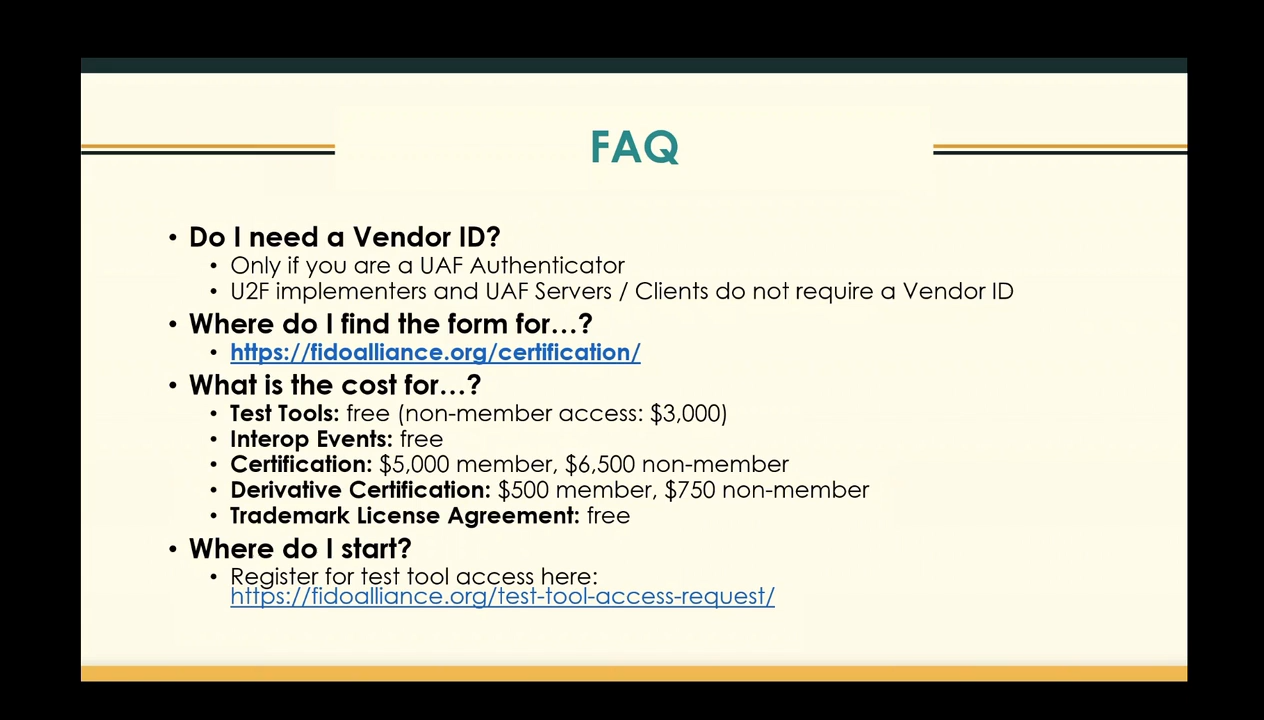 FAQ
• Do I need a Vendor ID?
• Only if you are a UAF Authenticator
• U2F implementers and UAF Servers / Clients do not require a Vendor ID
• Where do I find the form for…?
• https://fidoalliance.org/certification/
• What is the cost for…?
• Test Tools: free (non-member access: $3,000)
• Interop Events: free
• Certification: $5,000 member, $6,500 non-member
• Derivative Certification: $500 member, $750 non-member
• Trademark License Agreement: free
• Where do I start?
• Register for test tool access here:
https://fidoalliance.org/test-tool-access-request/